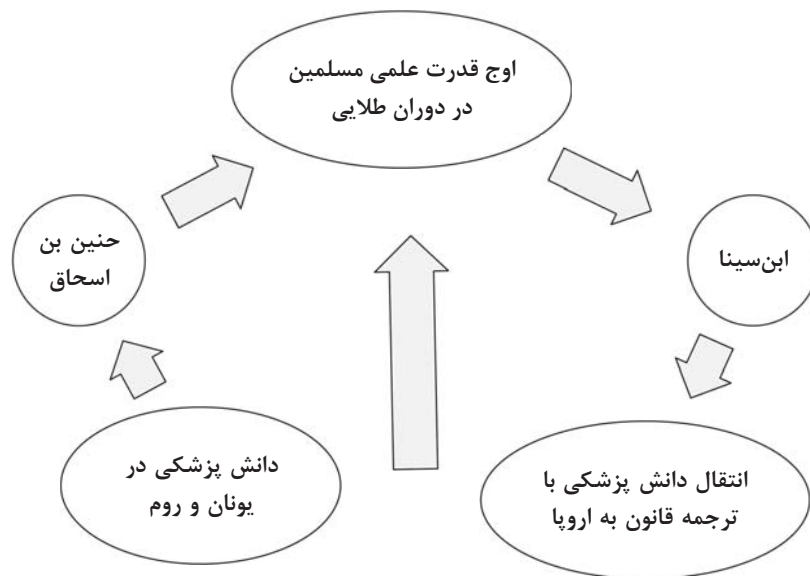 اوج قدرت علمی مسلمین
در دوران طلایی
حنین بن
اسحاق
ابن‌سینا
دانش پزشکی در
یونان و روم
انتقال دانش پزشکی با
ترجمه قانون به اروپا